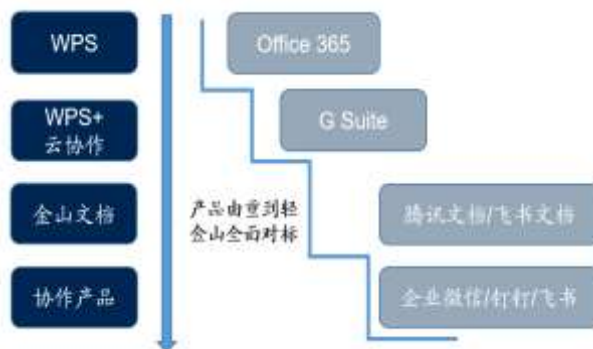 WPS
Office 365
WPS+
云协作
G Suite
金山文档
产品由重到轻
金山全面对标
腾讯文档/飞书文档
协作产品
企业微信/钉钉/飞书